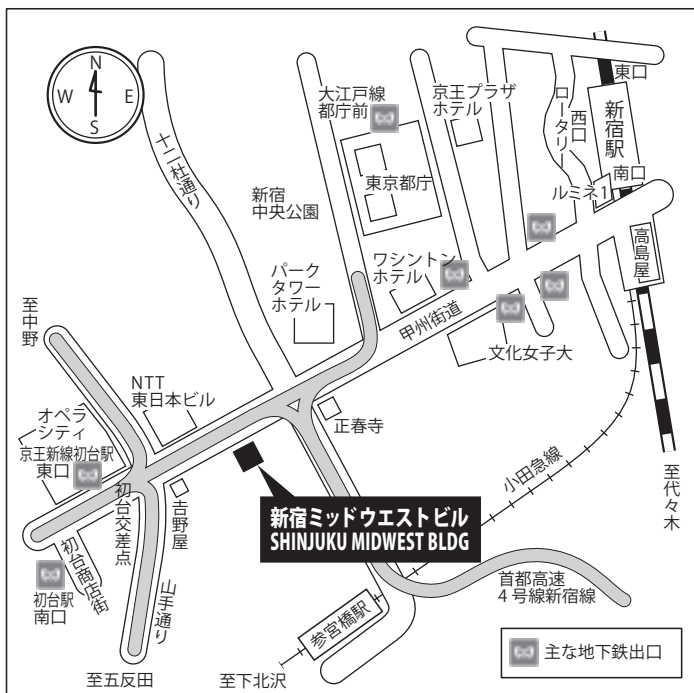 N
W
E
S
十二社通り
大江戸線
都庁前
京王プラザ
ホテル
東京都庁
新宿
中央公園
ロータリー
西口
東口
新宿駅
南口
ルミネ1
高島屋
パーク
タワー
ホテル
ワシントン
ホテル
甲州街道
文化女子大
至中野
NTT
東日本ビル
オペラ
シティ
京王新線初台駅
東口
正春寺
小田急線
至代々木
初台交差点
吉野屋
新宿ミッドウエストビル
SHINJUKU MIDWEST BLDG
初台商店街
初台駅
南口
山手通り
首都高速
4号線新宿線
参宮橋駅
至五反田
至下北沢
主な地下鉄出口